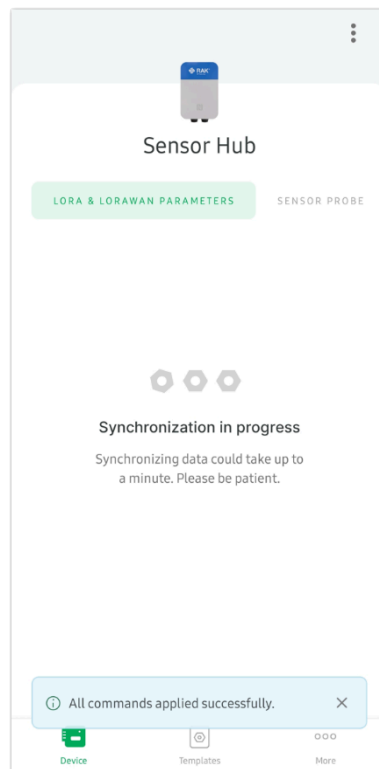 RAK
Sensor Hub
LORA & LORAWAN PARAMETERS
SENSOR PROBE
Synchronization in progress
Synchronizing data could take up to
a minute. Please be patient.
All commands applied successfully.
Device
Templates
More